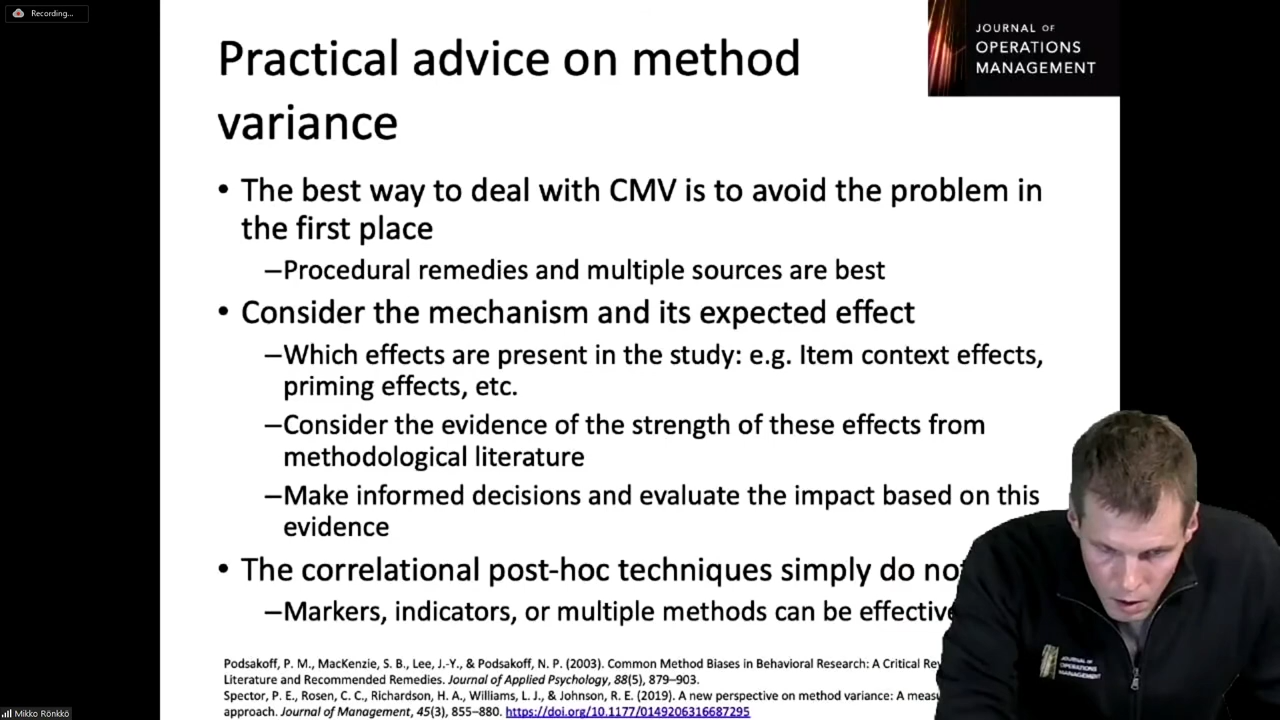 Recording...
JOURNAL OF
OPERATIONS
MANAGEMENT
Practical advice on method
variance
• The best way to deal with CMV is to avoid the problem in
the first place
–Procedural remedies and multiple sources are best
• Consider the mechanism and its expected effect
–Which effects are present in the study: e.g. Item context effects,
priming effects, etc.
–Consider the evidence of the strength of these effects from
methodological literature
–Make informed decisions and evaluate the impact based on this
evidence
• The correlational post-hoc techniques simply do
–Markers, indicators, or multiple methods can be
Podsakoff, P. M., MacKenzie, S. B., Lee, J.-Y., & Podsakoff, N. P. (2003). Common Method Biases in Behavioral Research: A Critical
Literature and Recommended Remedies. Journal of Applied Psychology, 88(5), 879–903.
Spector, P. E., Rosen, C. C., Richardson, H. A., Williams, L. J., & Johnson, R. E. (2019). A new perspective on method variance: A
approach. Journal of Management, 45(3), 855–880. https://doi.org/10.1177/0149206316687295
JOURNAL OF
OPERATIONS
MANAGEMENT
Mikko Rönkkö